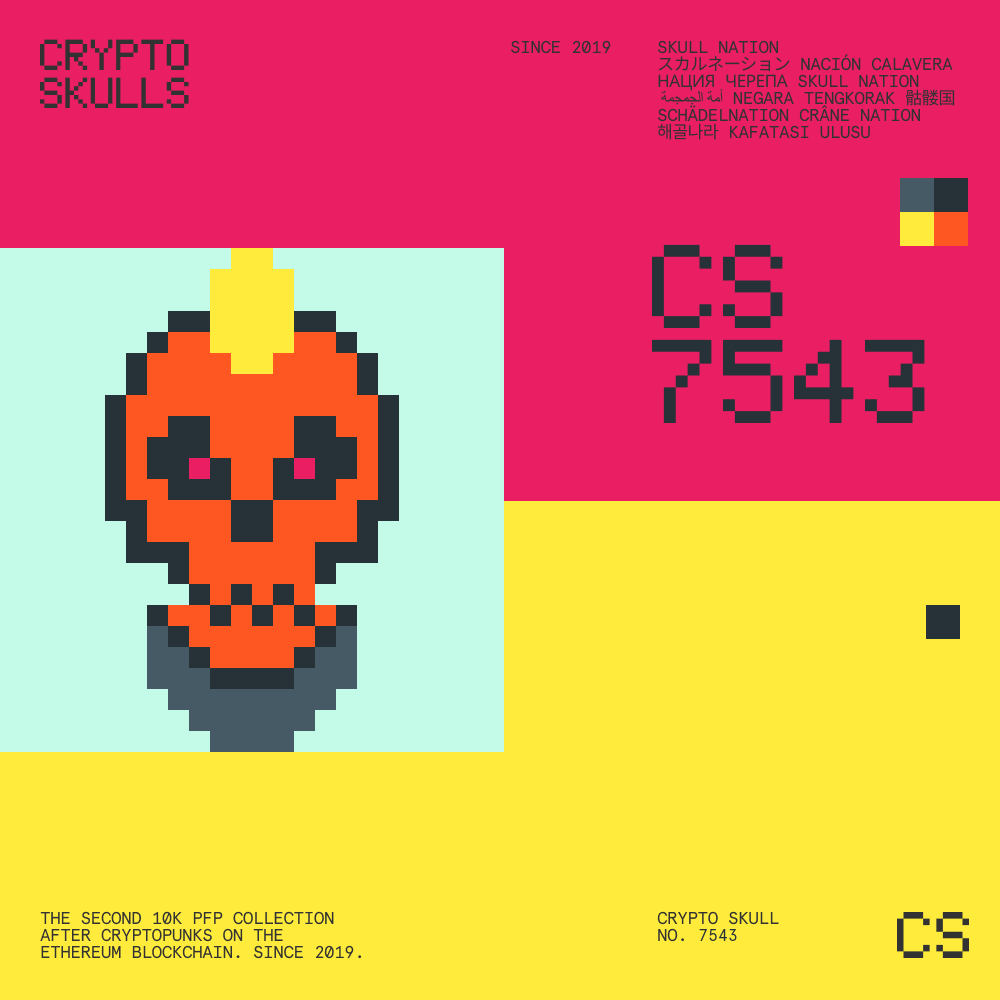 CRYPTO
SKULLS
SINCE 2019
SKULL NATION
スカルネーション NACIÓN CALAVERA
НАЦИЯ ЧЕРЕПА SKULL NATION
أمة الجمجمة NEGARA TENGKORAK 骷髅国
SCHÄDELNATION CRÂNE NATION
해골나라 KAFATASI ULUSU
CS
7543
THE SECOND 10K PFP COLLECTION
AFTER CRYPTOPUNKS ON THE
ETHEREUM BLOCKCHAIN. SINCE 2019.
CRYPTO SKULL
NO. 7543
CS